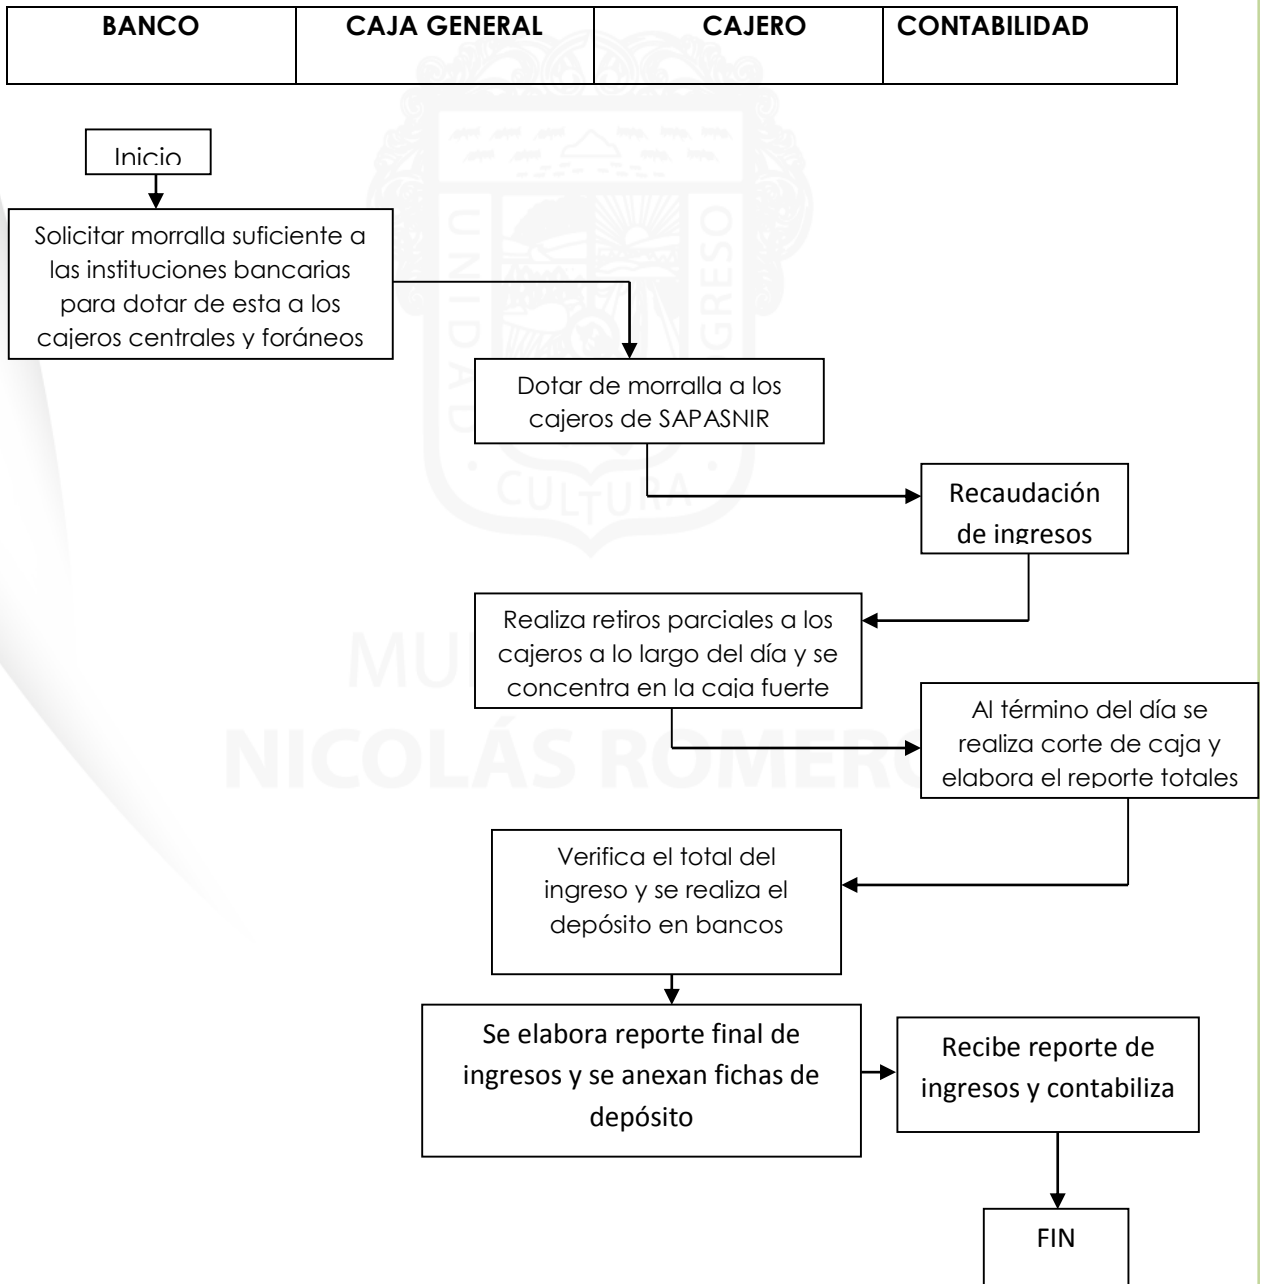 BANCO CAJA GENERAL CAJERO CONTABILIDAD
Inicio
Solicitar morralla suficiente a
las instituciones bancarias
para dotar de esta a los
cajeros centrales y foráneos
Dotar de morralla a los
cajeros de SAPASNIR
Recaudación
de ingresos
Realiza retiros parciales a los
cajeros a lo largo del día y se
concentra en la caja fuerte
Al término del día se
realiza corte de caja y
elabora el reporte totales
Verifica el total del
ingreso y se realiza el
depósito en bancos
Se elabora reporte final de
ingresos y se anexan fichas de
depósito
Recibe reporte de
ingresos y contabiliza
FIN
UNIDAD
CULTURA
NICOLÁS ROMERO